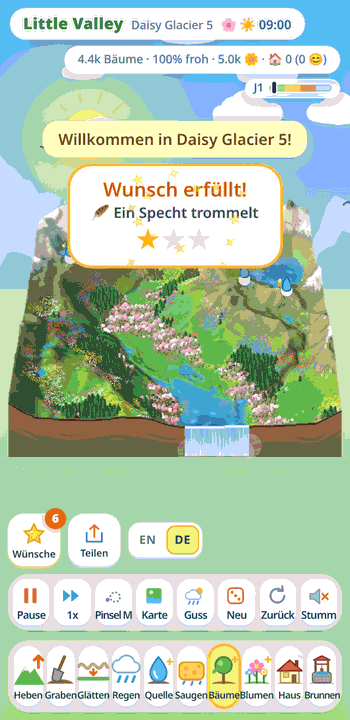 Little Valley Daisy Glacier 5 🌸 ☀️ 09:00
4.4k Bäume · 100% froh · 5.0k 🌼 · 🏠 0 (0 😊)
J1
Willkommen in Daisy Glacier 5!
Wunsch erfüllt!
🪶 Ein Specht trommelt
6
Wünsche Teilen EN DE
Pause 1x Pinsel M Karte Guss Neu Zurück Stumm
Heben Graben Glätten Regen Quelle Saugen Bäume Blumen Haus Brunnen